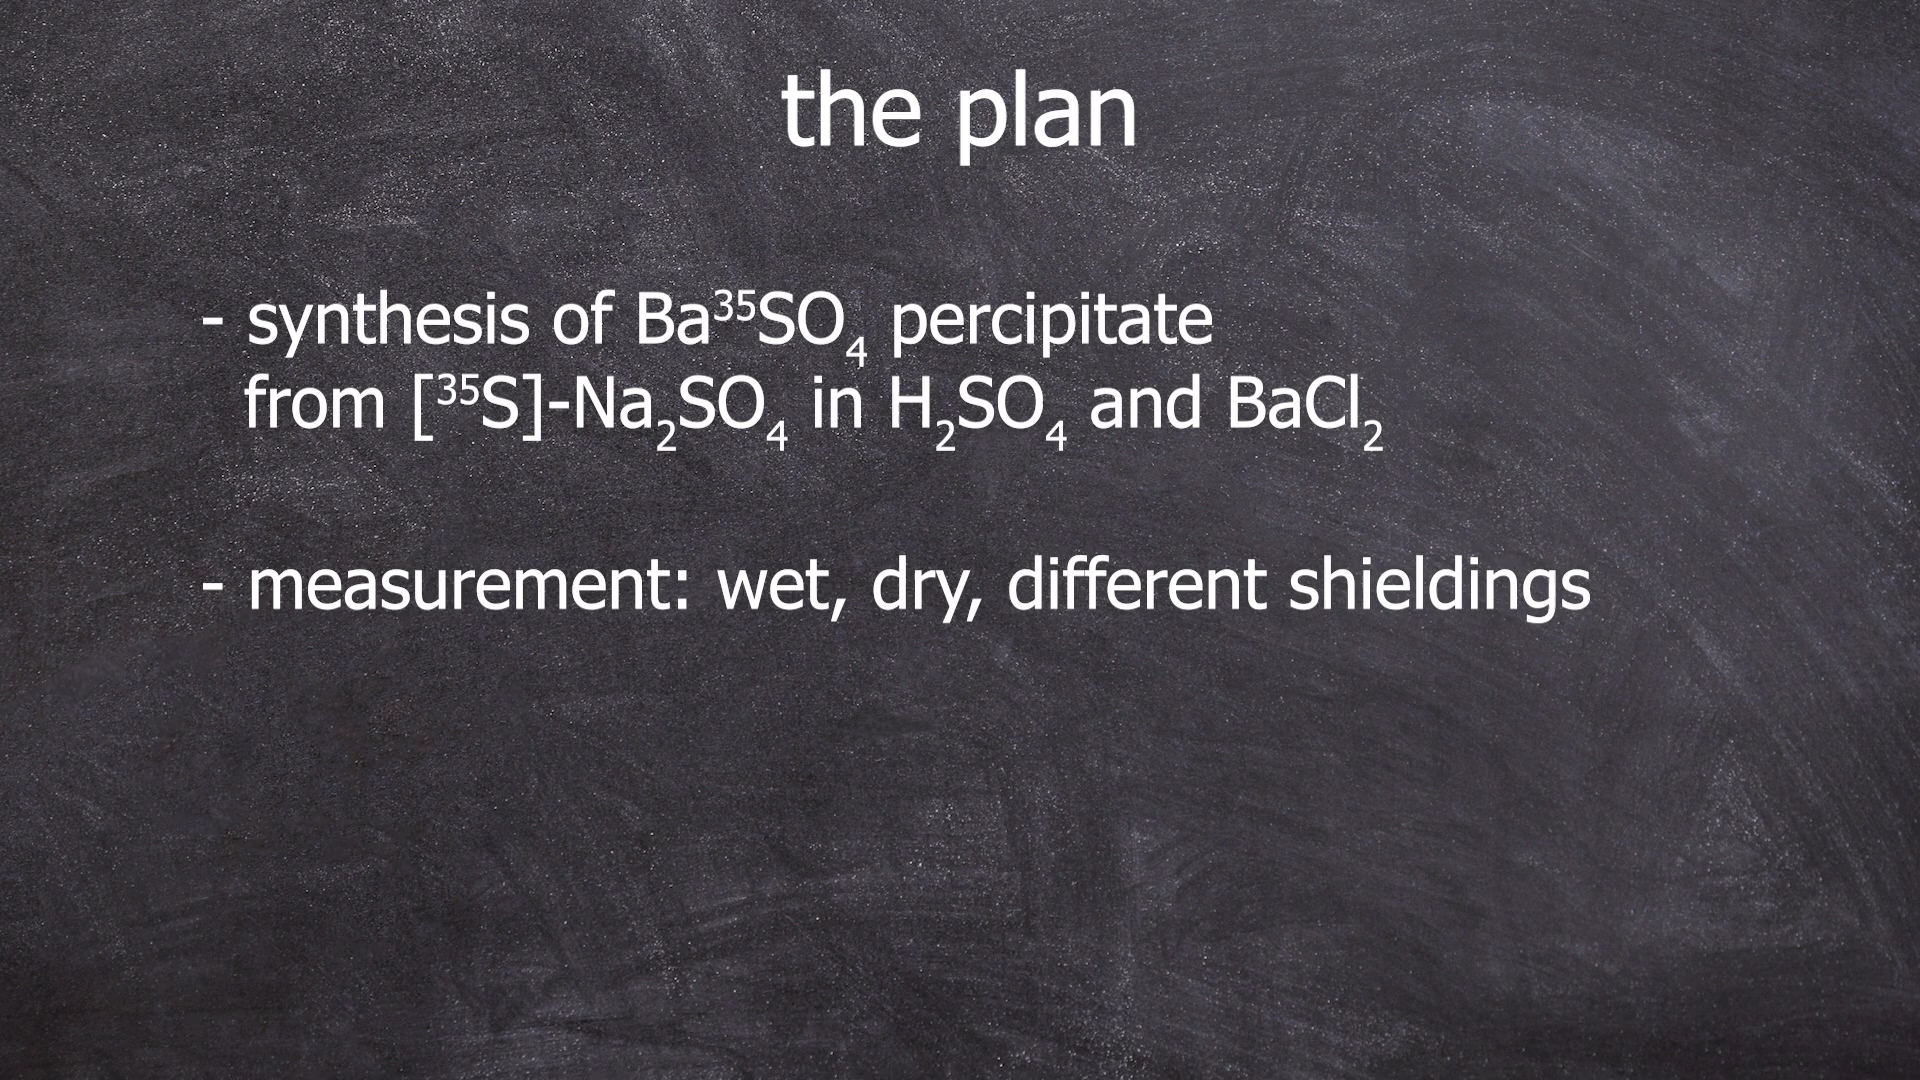 the plan
- synthesis of Ba³⁵SO₄ percipitate
from [³⁵S]-Na₂SO₄ in H₂SO₄ and BaCl₂
- measurement: wet, dry, different shieldings